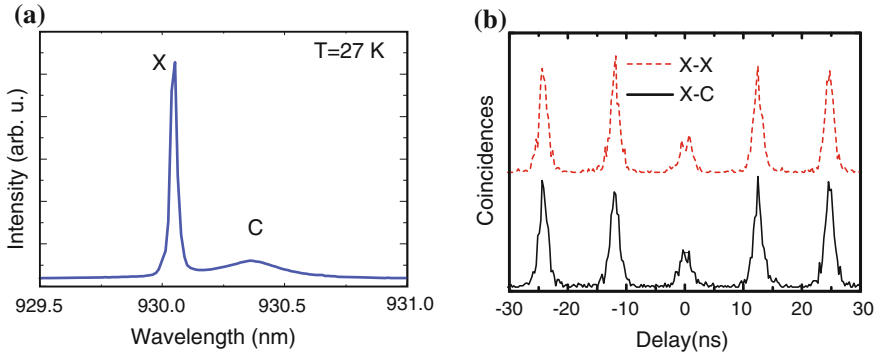 (a)
T=27 K
X
C
Intensity (arb. u.)
929.5
930.0
930.5
931.0
Wavelength (nm)
(b)
X-X
X-C
Coincidences
-30
-20
-10
0
10
20
30
Delay(ns)